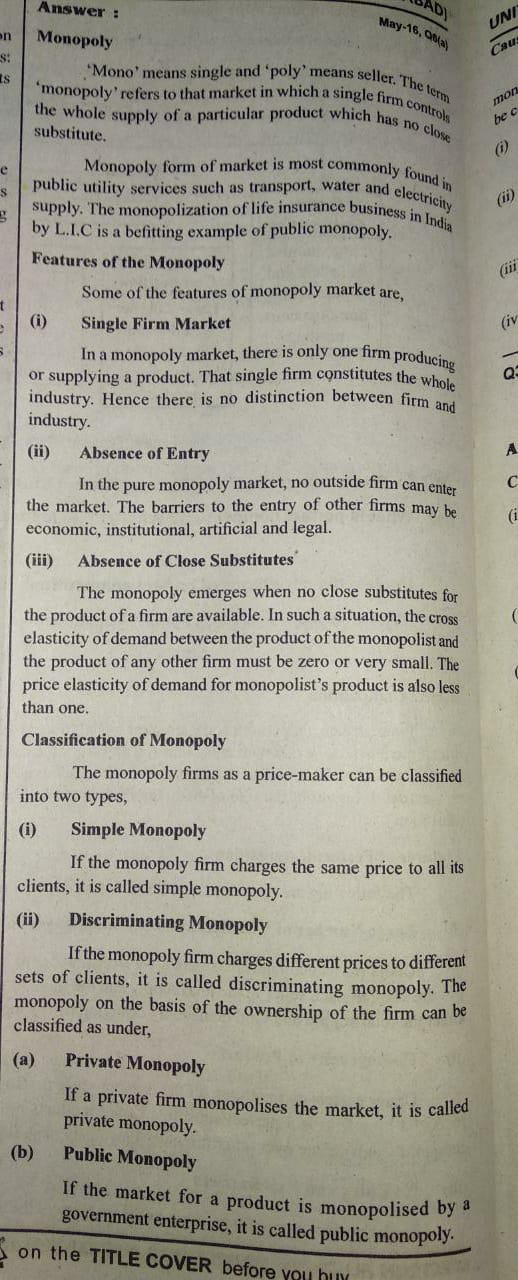 Answer :
BAD]
May-16, Q6(a)
Monopoly
'Mono' means single and 'poly' means seller. The term
'monopoly' refers to that market in which a single firm controls
the whole supply of a particular product which has no close
substitute.
Monopoly form of market is most commonly found in
public utility services such as transport, water and electricity
supply. The monopolization of life insurance business in India
by L.I.C is a befitting example of public monopoly.
Features of the Monopoly
Some of the features of monopoly market are,
(i) Single Firm Market
In a monopoly market, there is only one firm producing
or supplying a product. That single firm constitutes the whole
industry. Hence there is no distinction between firm and
industry.
(ii) Absence of Entry
In the pure monopoly market, no outside firm can enter
the market. The barriers to the entry of other firms may be
economic, institutional, artificial and legal.
(iii) Absence of Close Substitutes
The monopoly emerges when no close substitutes for
the product of a firm are available. In such a situation, the cross
elasticity of demand between the product of the monopolist and
the product of any other firm must be zero or very small. The
price elasticity of demand for monopolist's product is also less
than one.
Classification of Monopoly
The monopoly firms as a price-maker can be classified
into two types,
(i) Simple Monopoly
If the monopoly firm charges the same price to all its
clients, it is called simple monopoly.
(ii) Discriminating Monopoly
If the monopoly firm charges different prices to different
sets of clients, it is called discriminating monopoly. The
monopoly on the basis of the ownership of the firm can be
classified as under,
(a) Private Monopoly
If a private firm monopolises the market, it is called
private monopoly.
(b) Public Monopoly
If the market for a product is monopolised by a
government enterprise, it is called public monopoly.
on the TITLE COVER before you buy
UNI
Cau
mon
be c
(i)
(ii)
(iii
(iv
Q
A
C
(i